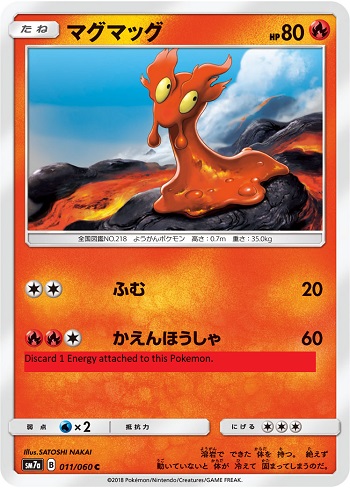 たね マグマッグ HP80
全国図鑑NO.218 ようがんポケモン 高さ:0.7m 重さ:35.0kg
ふむ 20
かえんほうしゃ 60
Discard 1 Energy attached to this Pokemon.
弱点 ×2 抵抗力 にげる
Illus.SATOSHI NAKAI
sm7a B 011/060 C
溶岩で できた 体を 持つ。 絶えず
動いていないと 体が 冷えて 固まってしまう。
©2018 Pokémon/Nintendo/Creatures/GAME FREAK.